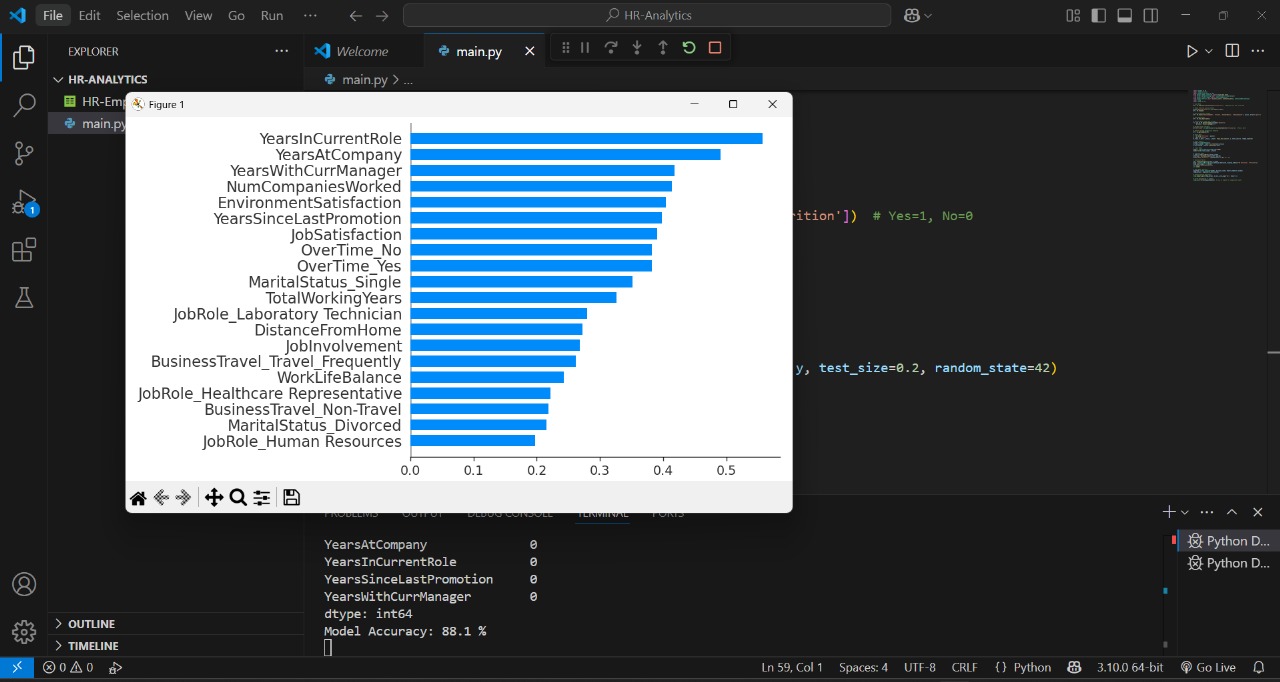 File Edit Selection View Go Run ··· HR-Analytics
EXPLORER ···
HR-ANALYTICS
HR-Emp
main.py
OUTLINE
TIMELINE
1
Welcome main.py
main.py > ...
rition']) # Yes=1, No=0
y, test_size=0.2, random_state=42)
Figure 1
YearsInCurrentRole
YearsAtCompany
YearsWithCurrManager
NumCompaniesWorked
EnvironmentSatisfaction
YearsSinceLastPromotion
JobSatisfaction
OverTime_No
OverTime_Yes
MaritalStatus_Single
TotalWorkingYears
JobRole_Laboratory Technician
DistanceFromHome
JobInvolvement
BusinessTravel_Travel_Frequently
WorkLifeBalance
JobRole_Healthcare Representative
BusinessTravel_Non-Travel
MaritalStatus_Divorced
JobRole_Human Resources
0.0 0.1 0.2 0.3 0.4 0.5
PROBLEMS OUTPUT DEBUG CONSOLE TERMINAL PORTS
YearsAtCompany 0
YearsInCurrentRole 0
YearsSinceLastPromotion 0
YearsWithCurrManager 0
dtype: int64
Model Accuracy: 88.1 %
Python D...
Python D...
0 0 Ln 59, Col 1 Spaces: 4 UTF-8 CRLF {} Python 3.10.0 64-bit Go Live